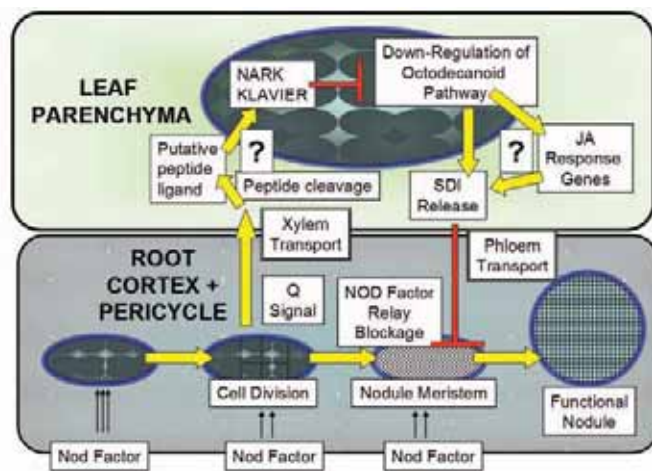 LEAF
PARENCHYMA
NARK
KLAVIER
Down-Regulation of
Octodecanoid
Pathway
Putative
peptide
ligand
?
Peptide cleavage
?
JA
Response
Genes
SDI
Release
Xylem
Transport
Phloem
Transport
ROOT
CORTEX +
PERICYCLE
Q
Signal
NOD Factor
Relay
Blockage
Cell Division
Nodule Meristem
Functional
Nodule
Nod Factor
Nod Factor
Nod Factor